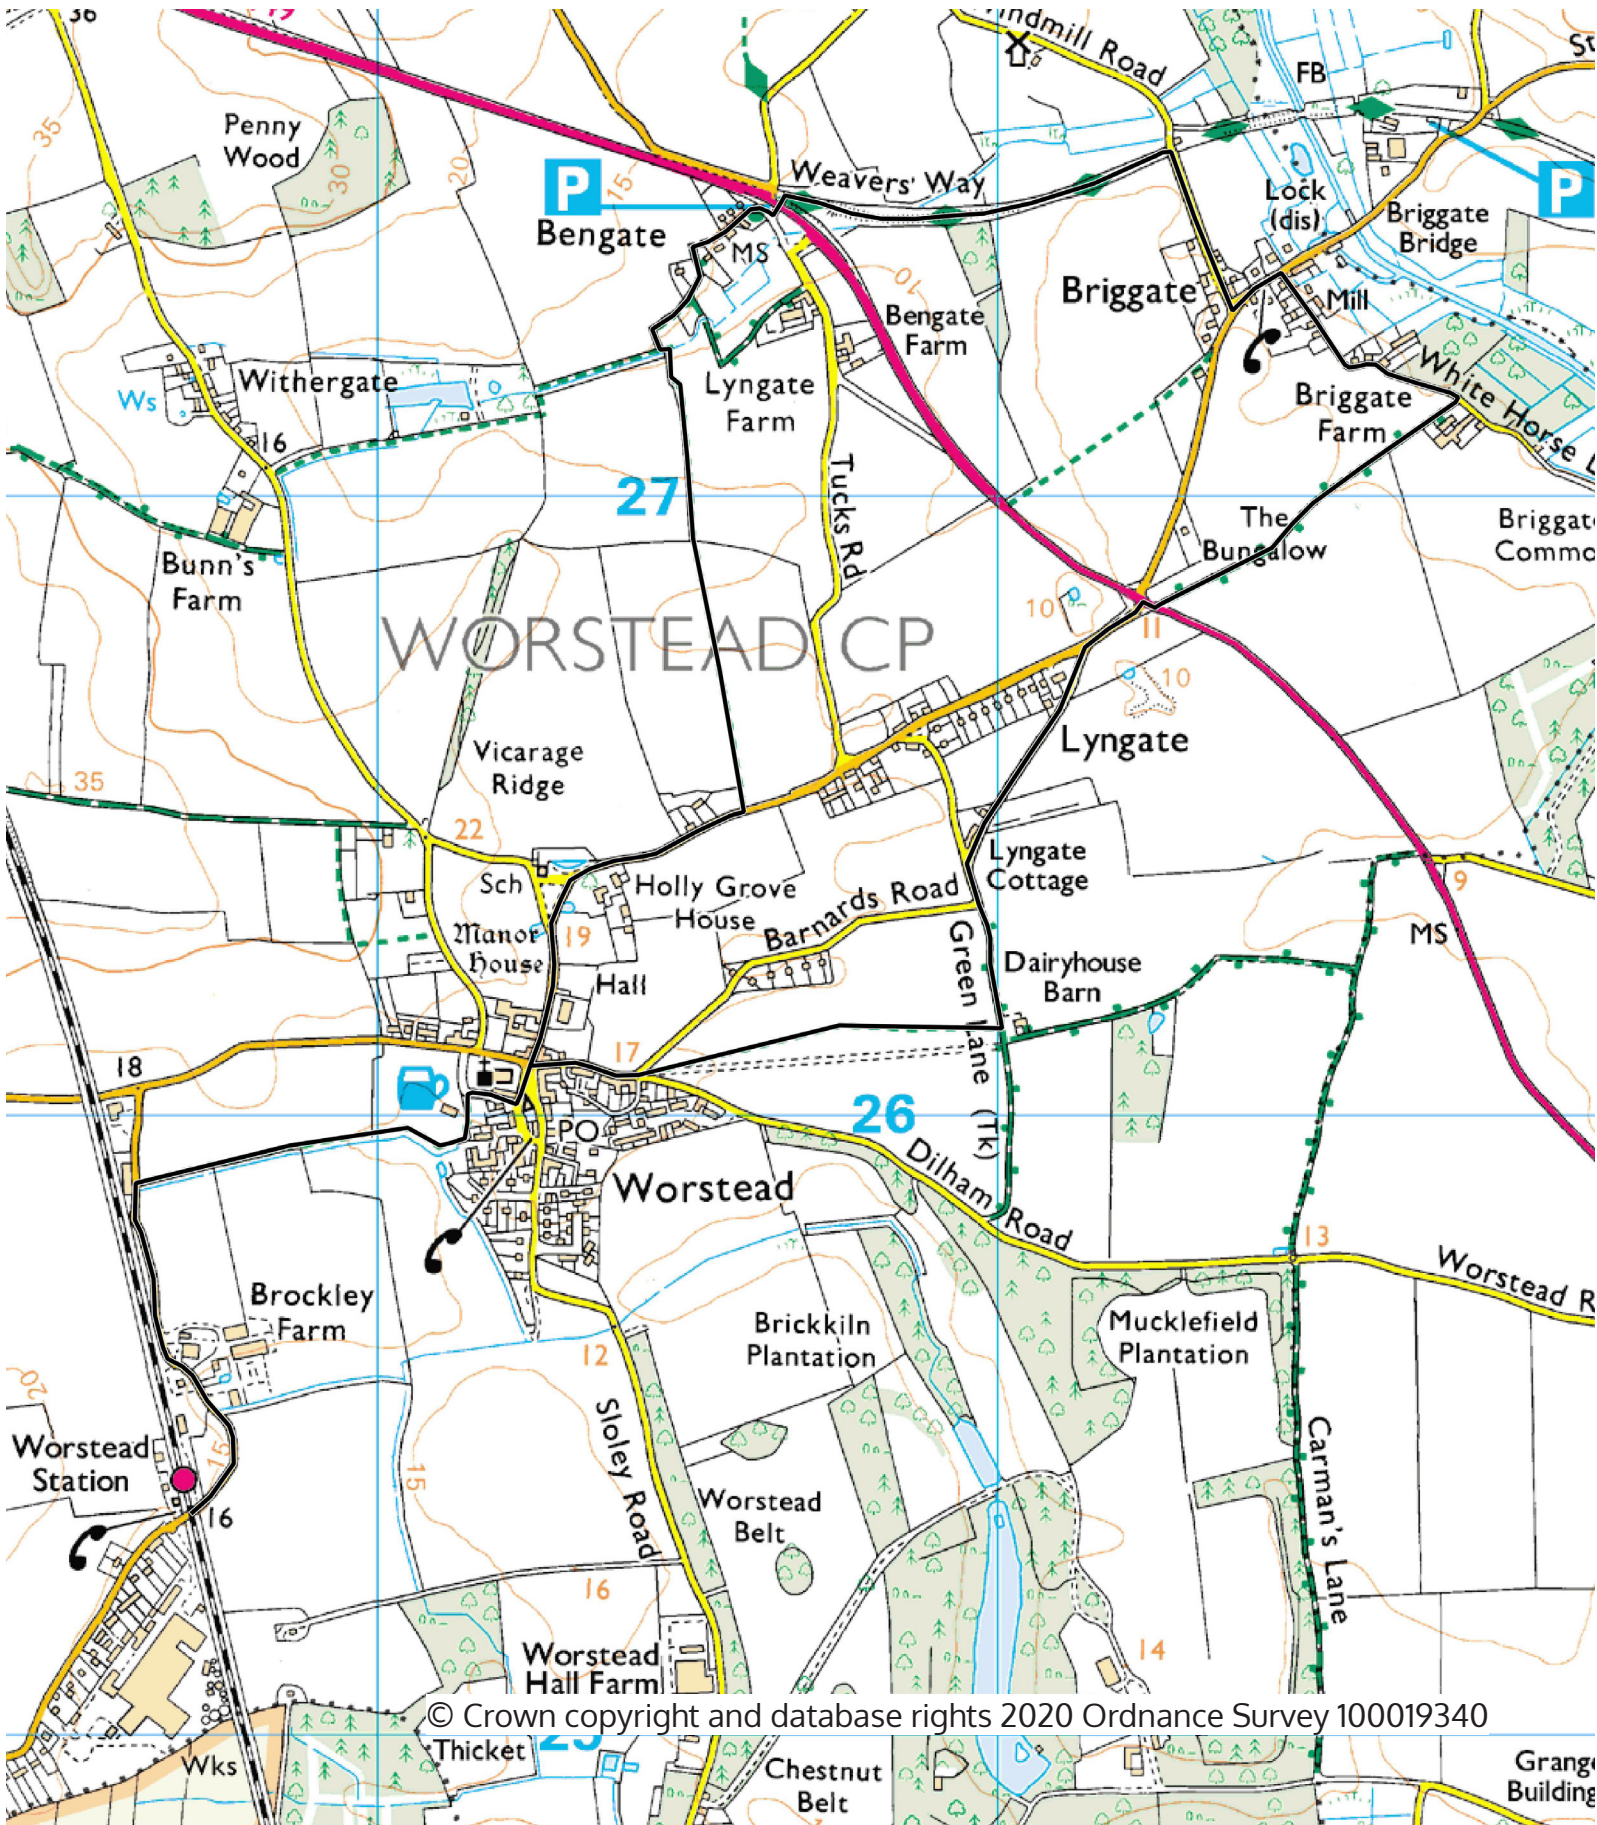 36
19
Windmill Road
FB
St
35
Penny
Wood
30
20
15
P
Weavers' Way
Bengate
MS
Lock
(dis)
Briggate
Bridge
P
10
Bengate
Farm
Briggate
Mill
Ws
Withergate
Lyngate
Farm
Briggate
Farm
White Horse L
16
27
Tucks Rd
The
Bungalow
Briggate
Commo
Bunn's
Farm
WORSTEAD CP
10
11
10
Vicarage
Ridge
Lyngate
35
22
Sch
Holly Grove
House
Barnards Road
Lyngate
Cottage
9
Manor
House
19
MS
Hall
Green Lane (Tk)
Dairyhouse
Barn
18
17
26
PO
Worstead
Dilham Road
13
Worstead R
Brockley
Farm
Brickkiln
Plantation
Mucklefield
Plantation
20
12
Worstead
Station
15
15
Sloley Road
Carman's Lane
16
Worstead
Belt
16
Worstead
Hall Farm
14
© Crown copyright and database rights 2020 Ordnance Survey 100019340
25
Thicket
Wks
Chestnut
Belt
Grange
Building